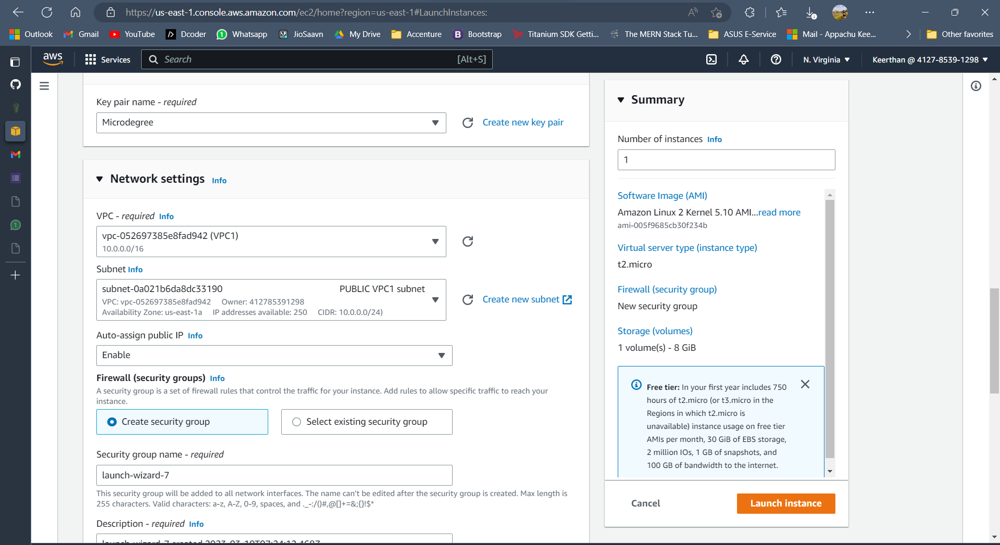 https://us-east-1.console.aws.amazon.com/ec2/home?region=us-east-1#LaunchInstances:
Outlook Gmail YouTube Dcoder Whatsapp JioSaavn My Drive Accenture Bootstrap Titanium SDK Getti... The MERN Stack Tu... ASUS E-Service Mail - Appachu Kee... Other favorites
aws Services Search [Alt+S] N. Virginia Keerthan @ 4127-8539-1298
Key pair name - required
Microdegree
Create new key pair
Network settings Info
VPC - required Info
vpc-052697385e8fad942 (VPC1)
10.0.0.0/16
Subnet Info
subnet-0a021b6da8dc33190 PUBLIC VPC1 subnet
VPC: vpc-052697385e8fad942 Owner: 412785391298
Availability Zone: us-east-1a IP addresses available: 250 CIDR: 10.0.0.0/24)
Create new subnet
Auto-assign public IP Info
Enable
Firewall (security groups) Info
A security group is a set of firewall rules that control the traffic for your instance. Add rules to allow specific traffic to reach your
instance.
Create security group
Select existing security group
Security group name - required
launch-wizard-7
This security group will be added to all network interfaces. The name can't be edited after the security group is created. Max length is
255 characters. Valid characters: a-z, A-Z, 0-9, spaces, and ._-:/()#,@[]+=&;{}!$*
Description - required Info
launch-wizard-7 created 2023-03-10T07:24:12.468Z
Summary
Number of instances Info
1
Software Image (AMI)
Amazon Linux 2 Kernel 5.10 AMI...read more
ami-005f9685cb30f234b
Virtual server type (instance type)
t2.micro
Firewall (security group)
New security group
Storage (volumes)
1 volume(s) - 8 GiB
Free tier: In your first year includes 750
hours of t2.micro (or t3.micro in the
Regions in which t2.micro is
unavailable) instance usage on free tier
AMIs per month, 30 GiB of EBS storage,
2 million IOs, 1 GB of snapshots, and
100 GB of bandwidth to the internet.
Cancel
Launch instance